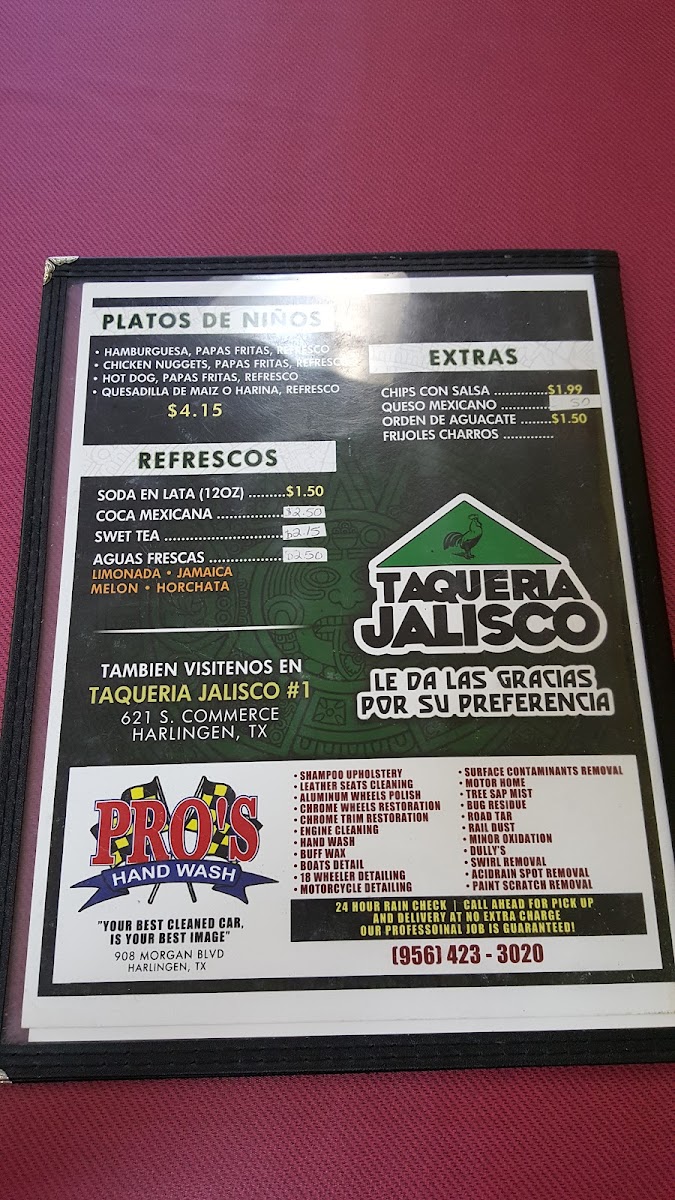 PLATOS DE NIÑOS
• HAMBURGUESA, PAPAS FRITAS, REFRESCO
• CHICKEN NUGGETS, PAPAS FRITAS, REFRESCO
• HOT DOG, PAPAS FRITAS, REFRESCO
• QUESADILLA DE MAIZ O HARINA, REFRESCO
$4.15
REFRESCOS
SODA EN LATA (12OZ) .........$1.50
COCA MEXICANA ................$2.50
SWET TEA ............................$2.15
AGUAS FRESCAS ...................$2.50
LIMONADA • JAMAICA
MELON • HORCHATA
TAMBIEN VISITENOS EN
TAQUERIA JALISCO #1
621 S. COMMERCE
HARLINGEN, TX
EXTRAS
CHIPS CON SALSA .............$1.99
QUESO MEXICANO .............50
ORDEN DE AGUACATE ........$1.50
FRIJOLES CHARROS .............
TAQUERIA
JALISCO
LE DA LAS GRACIAS
POR SU PREFERENCIA
PRO'S
HAND WASH
"YOUR BEST CLEANED CAR,
IS YOUR BEST IMAGE"
908 MORGAN BLVD
HARLINGEN, TX
• SHAMPOO UPHOLSTERY
• LEATHER SEATS CLEANING
• ALUMINUM WHEELS POLISH
• CHROME WHEELS RESTORATION
• CHROME TRIM RESTORATION
• ENGINE CLEANING
• HAND WASH
• BUFF WAX
• BOATS DETAIL
• 18 WHEELER DETAILING
• MOTORCYCLE DETAILING
• SURFACE CONTAMINANTS REMOVAL
• MOTOR HOME
• TREE SAP MIST
• BUG RESIDUE
• ROAD TAR
• RAIL DUST
• MINOR OXIDATION
• DULLY'S
• SWIRL REMOVAL
• ACIDRAIN SPOT REMOVAL
• PAINT SCRATCH REMOVAL
24 HOUR RAIN CHECK | CALL AHEAD FOR PICK UP
AND DELIVERY AT NO EXTRA CHARGE
OUR PROFESSOINAL JOB IS GUARANTEED!
(956) 423 - 3020